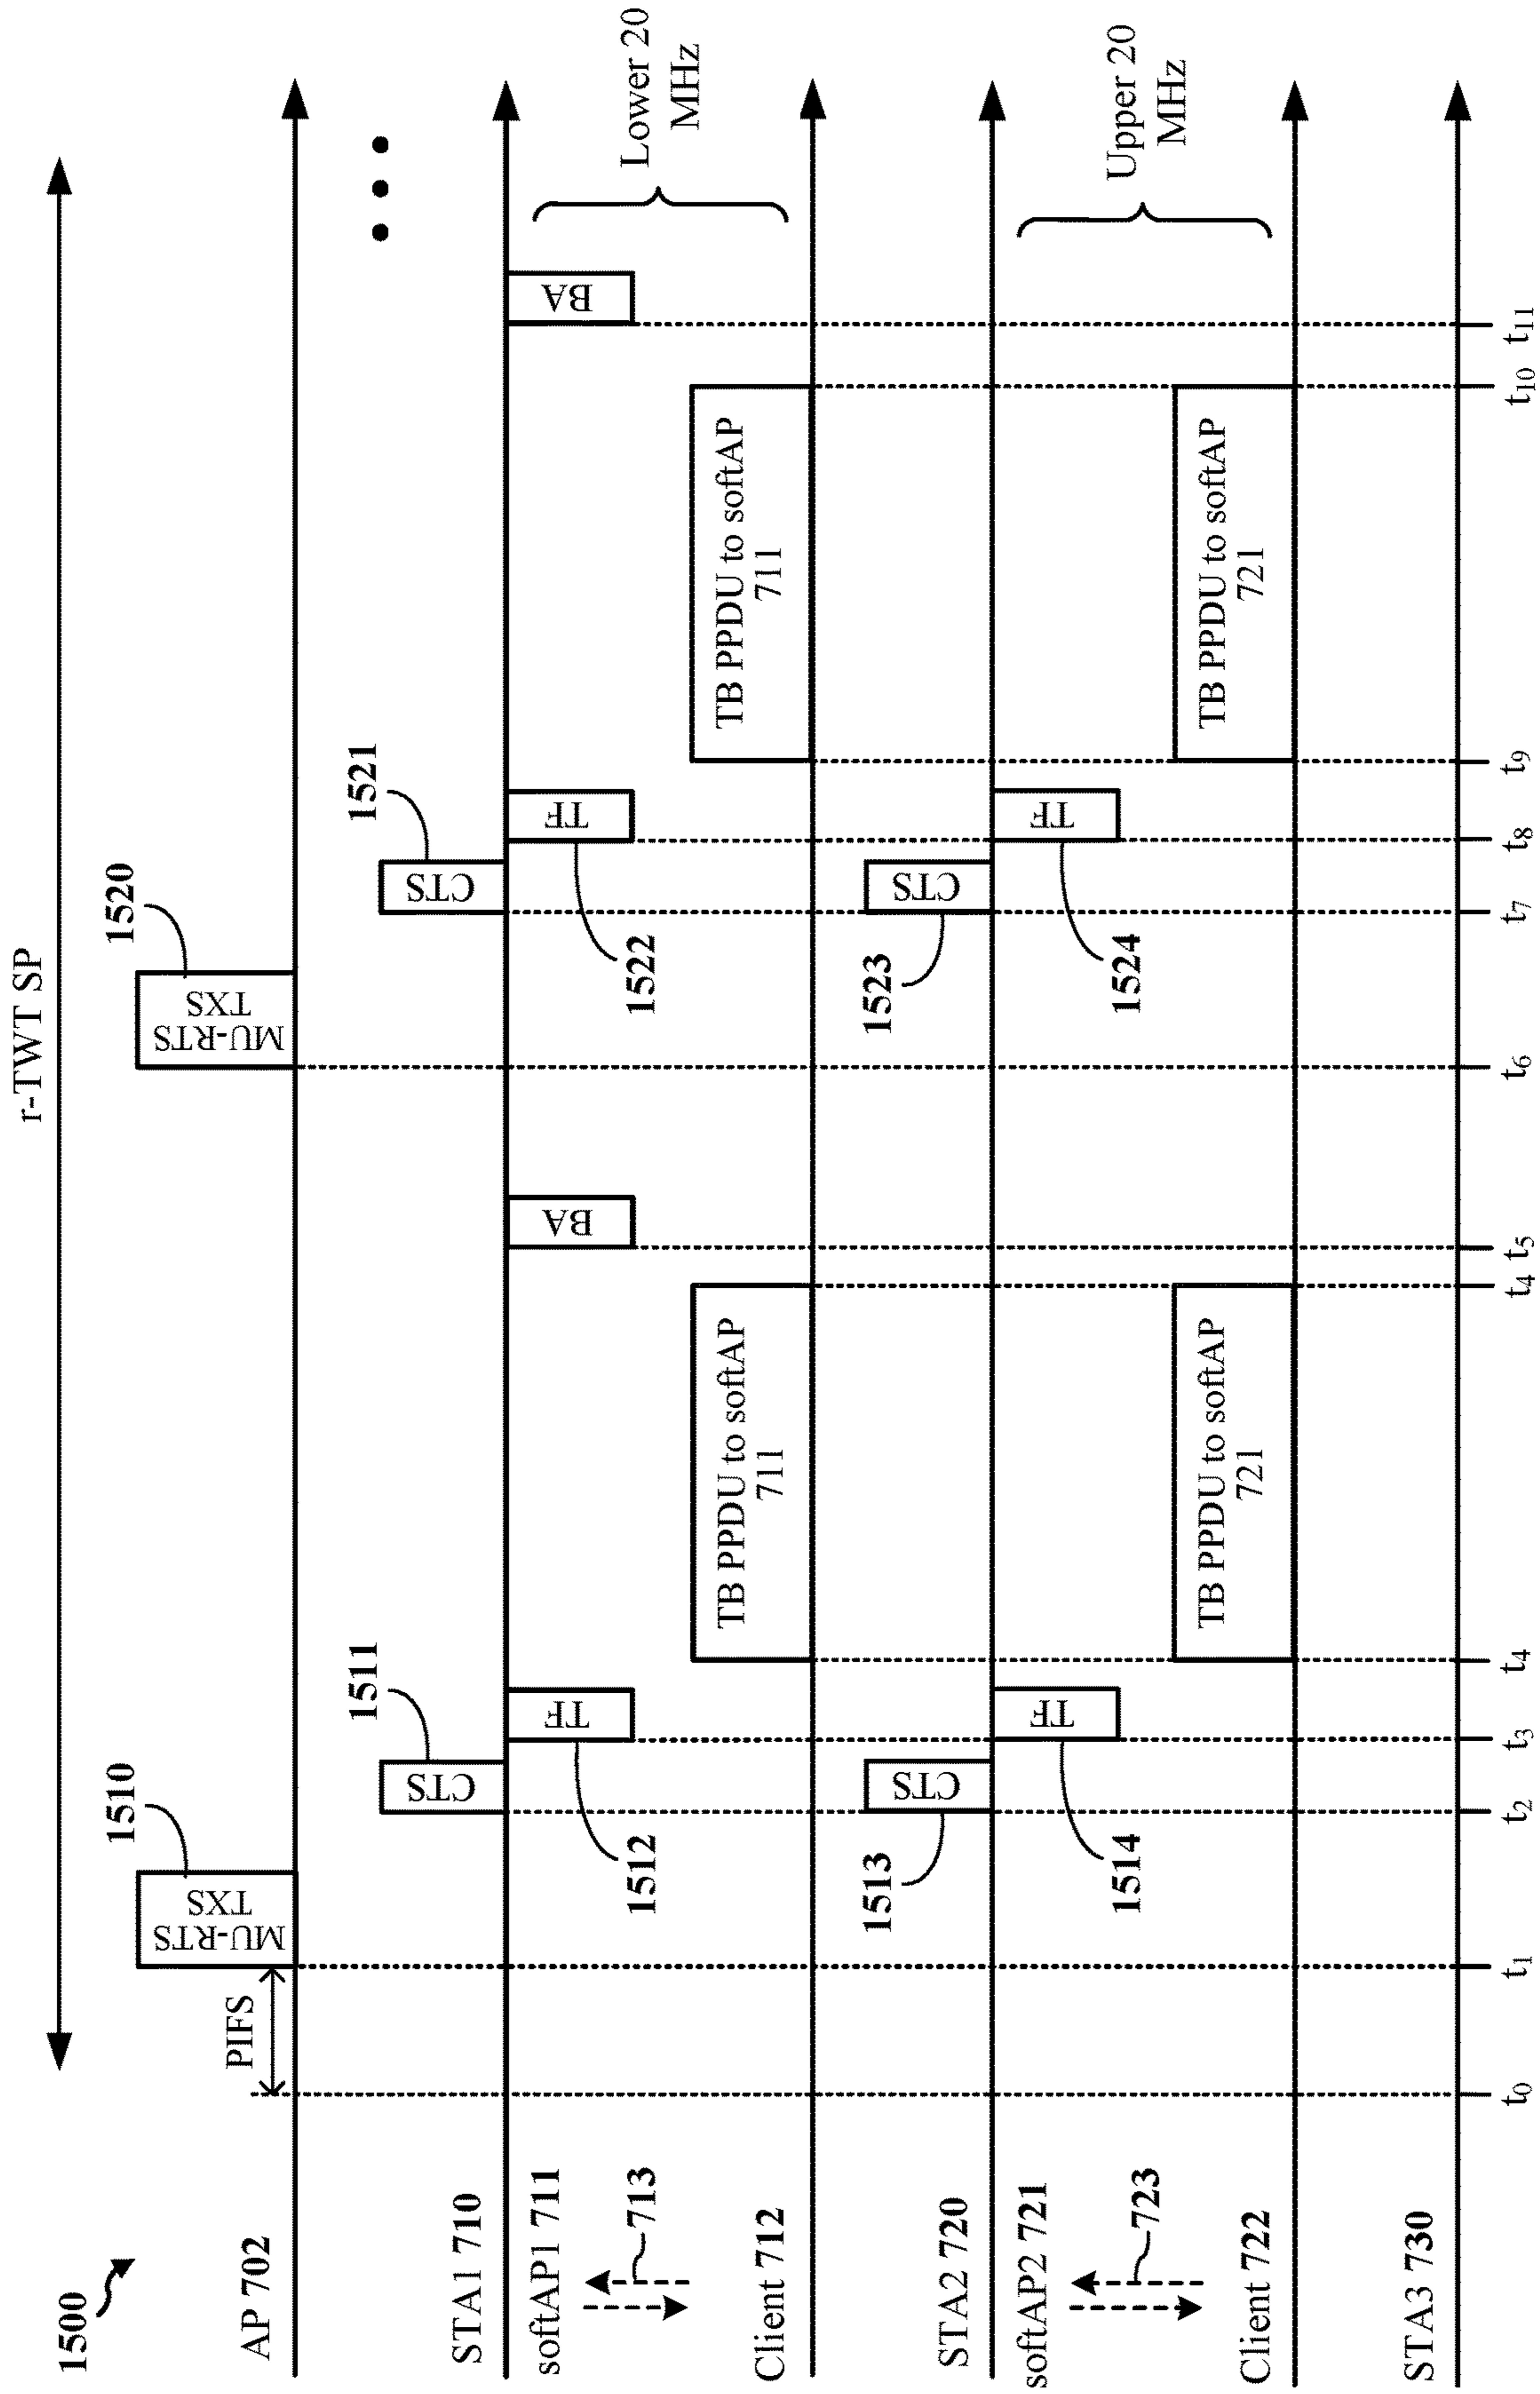 1500
r-TWT SP
PIFS
1510
1520
MU-RTS
TXS
MU-RTS
TXS
AP 702
1511
1521
CTS
CTS
STA1 710
softAP1 711
TF
BA
TF
BA
1512
1522
713
Lower 20
MHz
TB PPDU to softAP
711
TB PPDU to softAP
711
Client 712
1513
1523
CTS
CTS
STA2 720
softAP2 721
TF
TF
1514
1524
723
Upper 20
MHz
TB PPDU to softAP
721
TB PPDU to softAP
721
Client 722
STA3 730
t0 t1 t2 t3 t4 t4 t5 t6 t7 t8 t9 t10 t11